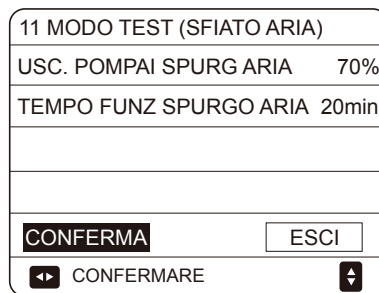 11 MODO TEST (SFIATO ARIA)
USC. POMPAI SPURG ARIA 70%
TEMPO FUNZ SPURGO ARIA 20min
CONFERMA ESCI
CONFERMARE